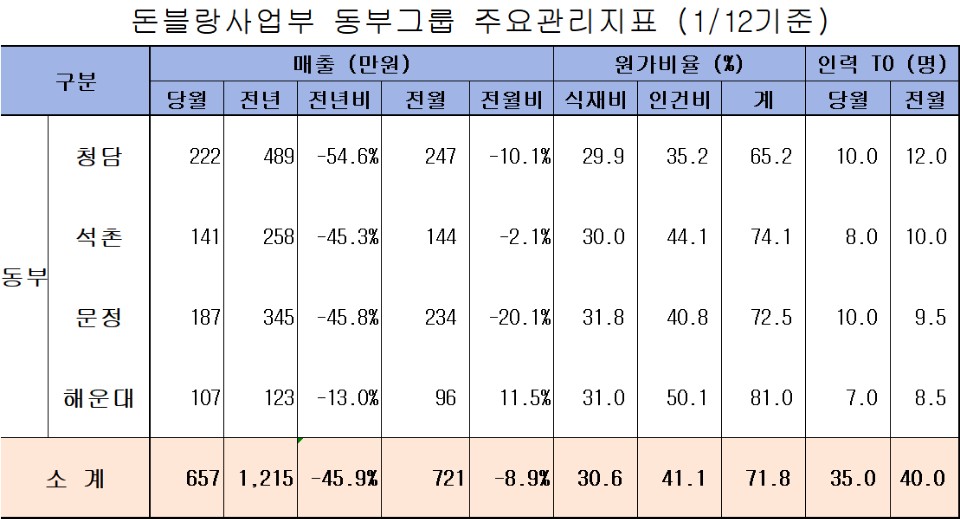 돈블랑사업부 동부그룹 주요관리지표 (1/12기준)
구분 매출 (만원) 원가비율 (%) 인력 TO (명)
당월 전년 전년비 전월 전월비 식재비 인건비 계 당월 전월
동부
청담 222 489 -54.6% 247 -10.1% 29.9 35.2 65.2 10.0 12.0
석촌 141 258 -45.3% 144 -2.1% 30.0 44.1 74.1 8.0 10.0
문정 187 345 -45.8% 234 -20.1% 31.8 40.8 72.5 10.0 9.5
해운대 107 123 -13.0% 96 11.5% 31.0 50.1 81.0 7.0 8.5
소 계 657 1,215 -45.9% 721 -8.9% 30.6 41.1 71.8 35.0 40.0